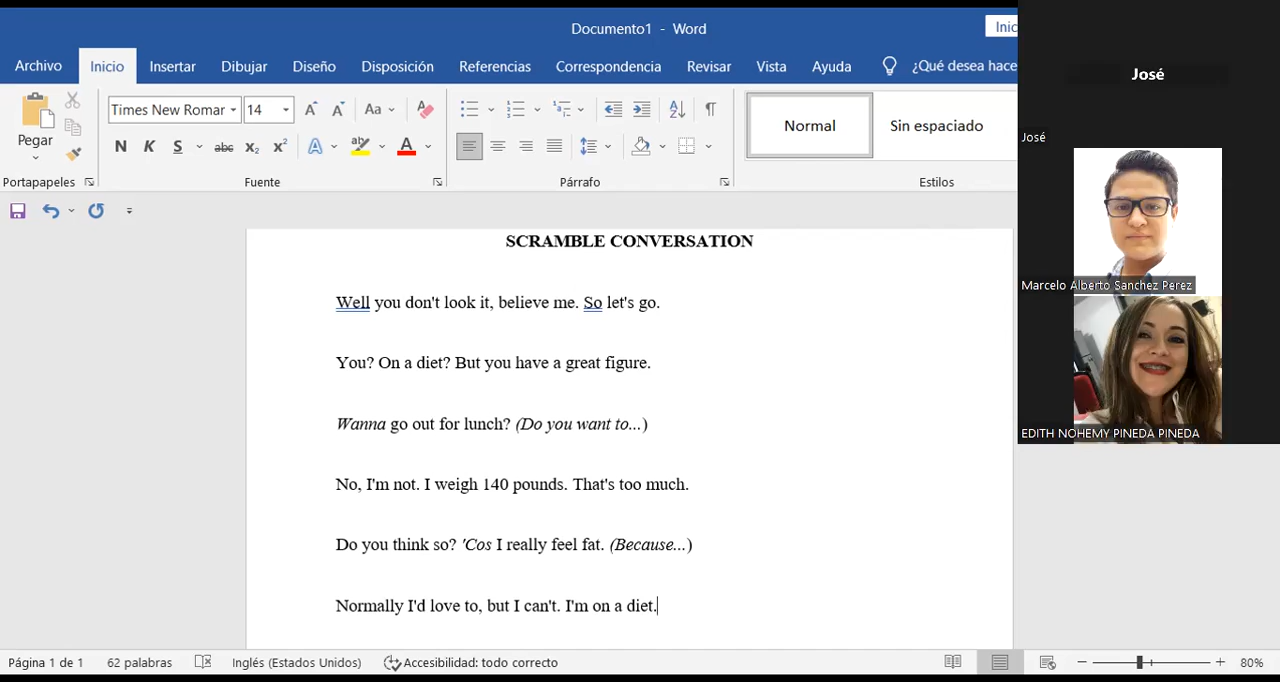 Documento1 - Word
Inic
Archivo Inicio Insertar Dibujar Diseño Disposición Referencias Correspondencia Revisar Vista Ayuda ¿Qué desea hace
José
Times New Romar 14 Aa
Pegar
N K S abc x₂ x² A A
Normal Sin espaciado
José
Portapapeles Fuente Párrafo Estilos
SCRAMBLE CONVERSATION
Well you don't look it, believe me. So let's go.
You? On a diet? But you have a great figure.
Wanna go out for lunch? (Do you want to...)
No, I'm not. I weigh 140 pounds. That's too much.
Do you think so? 'Cos I really feel fat. (Because...)
Normally I'd love to, but I can't. I'm on a diet.
Marcelo Alberto Sanchez Perez
EDITH NOHEMY PINEDA PINEDA
Página 1 de 1 62 palabras Inglés (Estados Unidos) Accesibilidad: todo correcto 80%